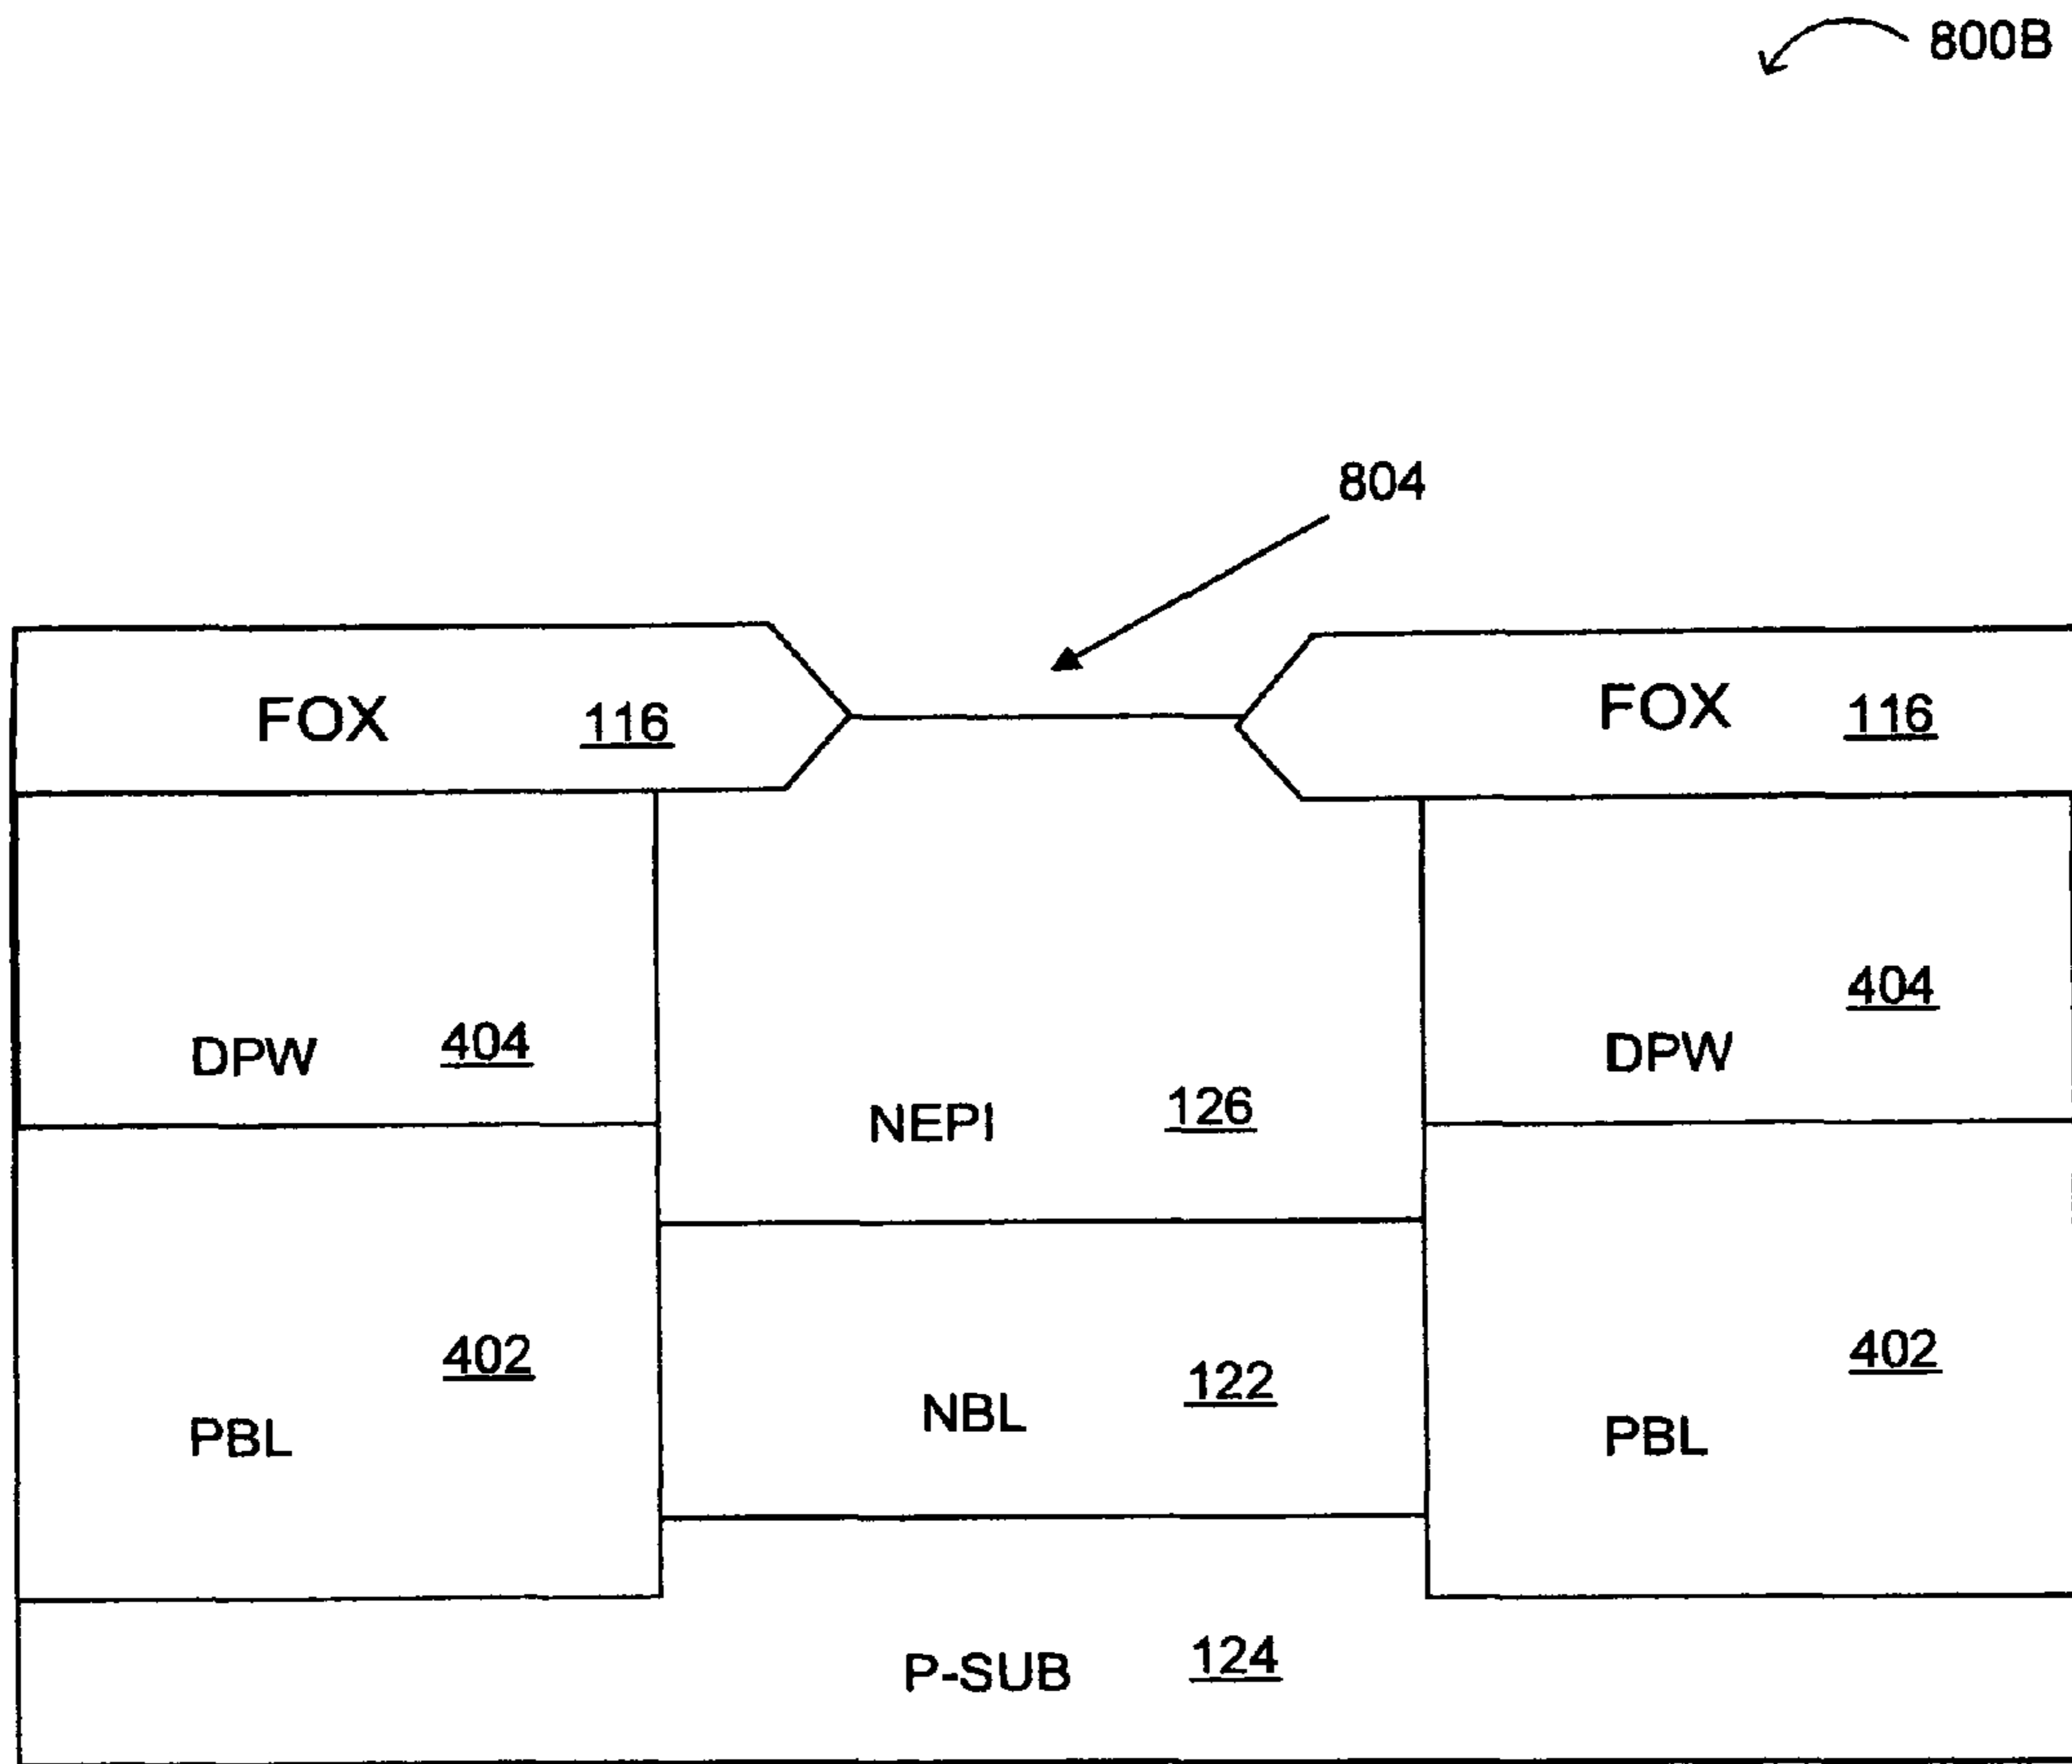 800B
804
FOX 116 FOX 116
404
DPW 404 DPW
NEPI 126
402 402
NBL 122
PBL PBL
P-SUB 124